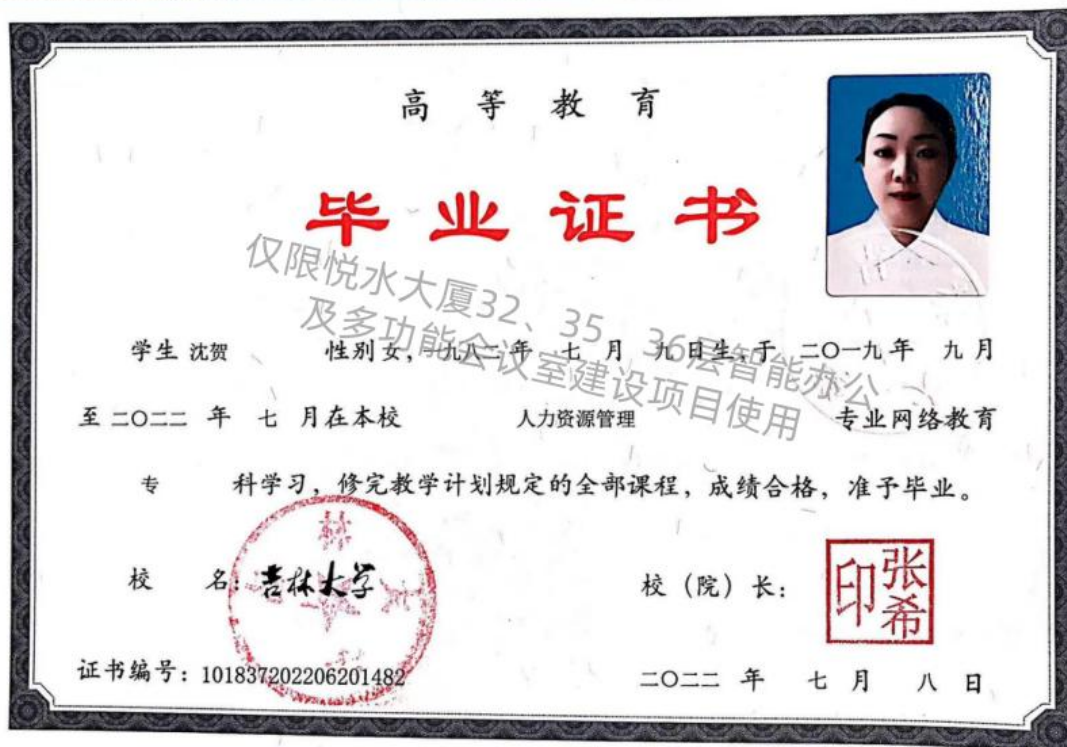 高等教育
毕业证书
仅限悦水大厦32、35、36层智能办公
及多功能会议室建设项目使用
学生 沈贺 性别 女, 一九八二年 七 月 九日生,于 二〇一九年 九月
至 二〇二二 年 七 月在本校 人力资源管理 专业网络教育
专 科学习，修完教学计划规定的全部课程，成绩合格，准予毕业。
校 名：吉林大学
校（院）长：
张希印
证书编号：101837202206201482
二〇二二 年 七 月 八 日